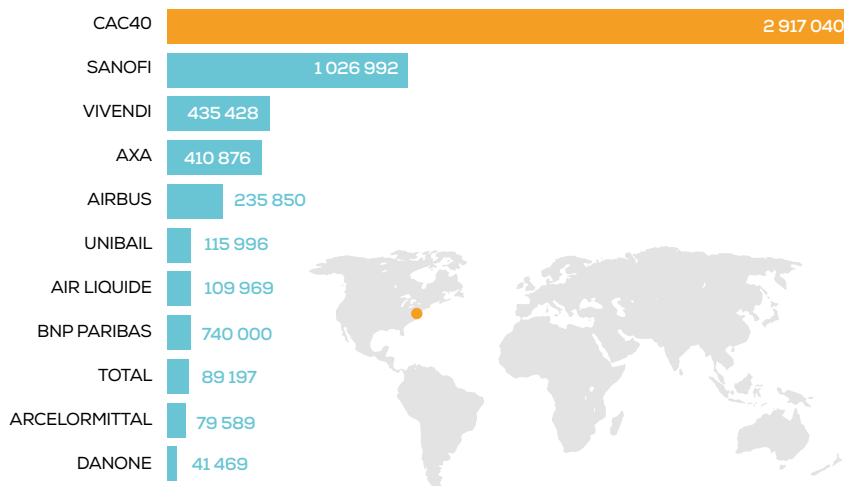 CAC40 2 917 040
SANOFI 1 026 992
VIVENDI 435 428
AXA 410 876
AIRBUS 235 850
UNIBAIL 115 996
AIR LIQUIDE 109 969
BNP PARIBAS 740 000
TOTAL 89 197
ARCELORMITTAL 79 589
DANONE 41 469